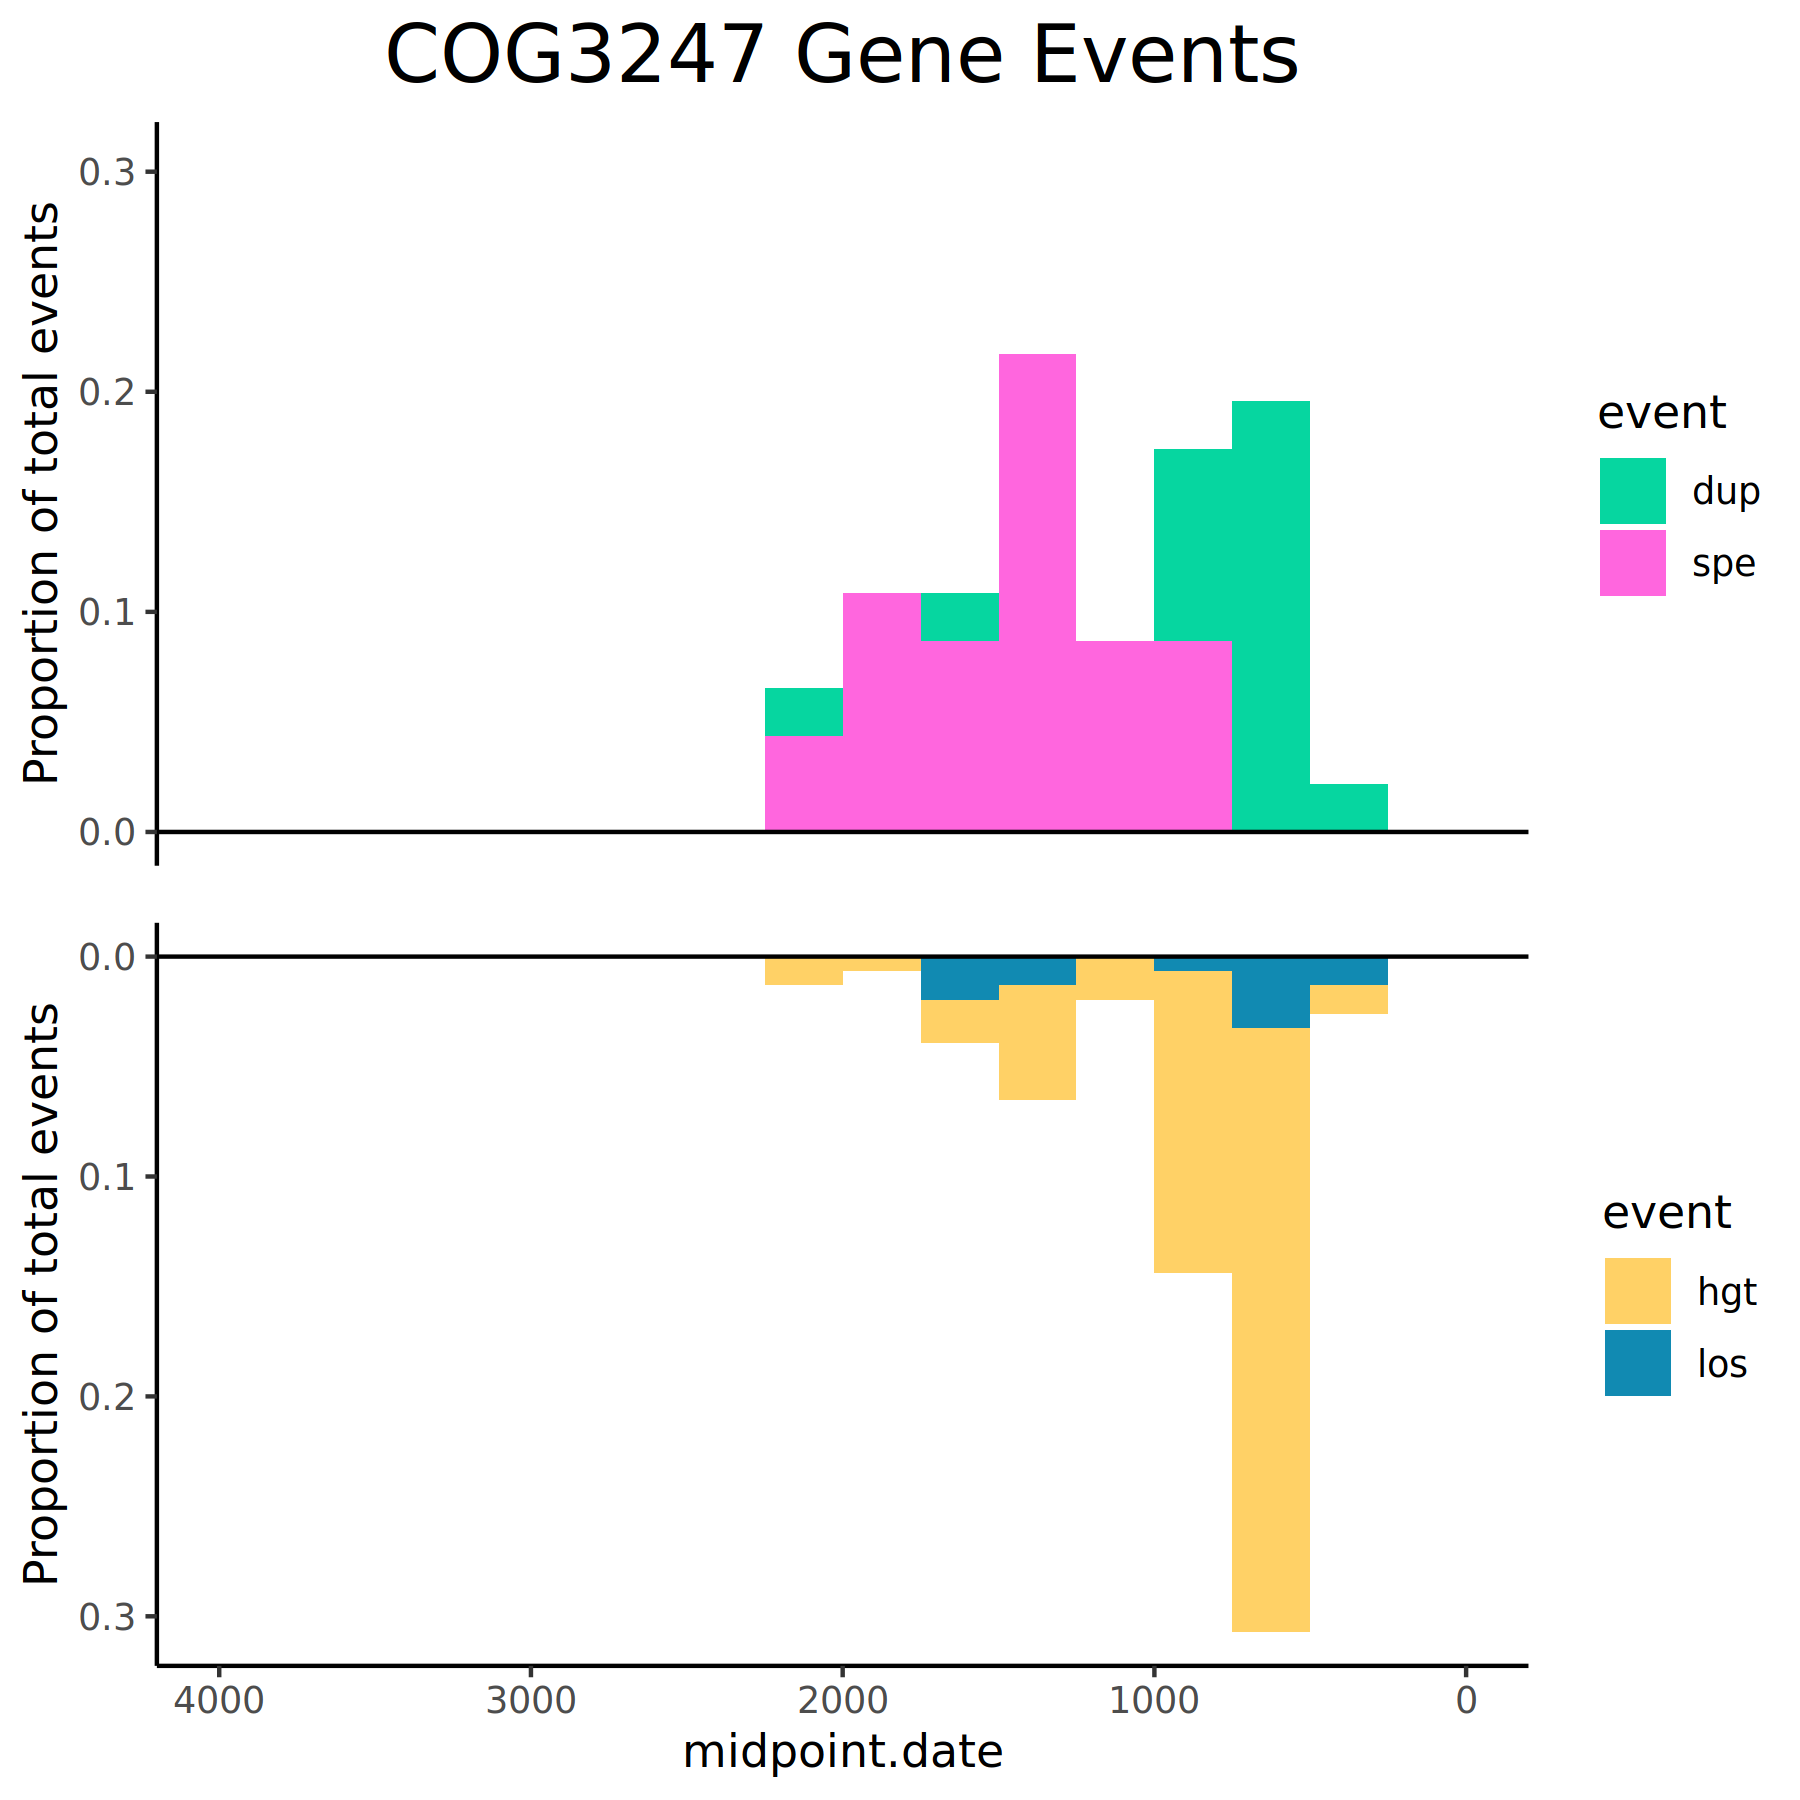 COG3247 Gene Events
Proportion of total events
0.3
0.2
0.1
0.0
event
dup
spe
Proportion of total events
0.0
0.1
0.2
0.3
event
hgt
los
4000 3000 2000 1000 0
midpoint.date